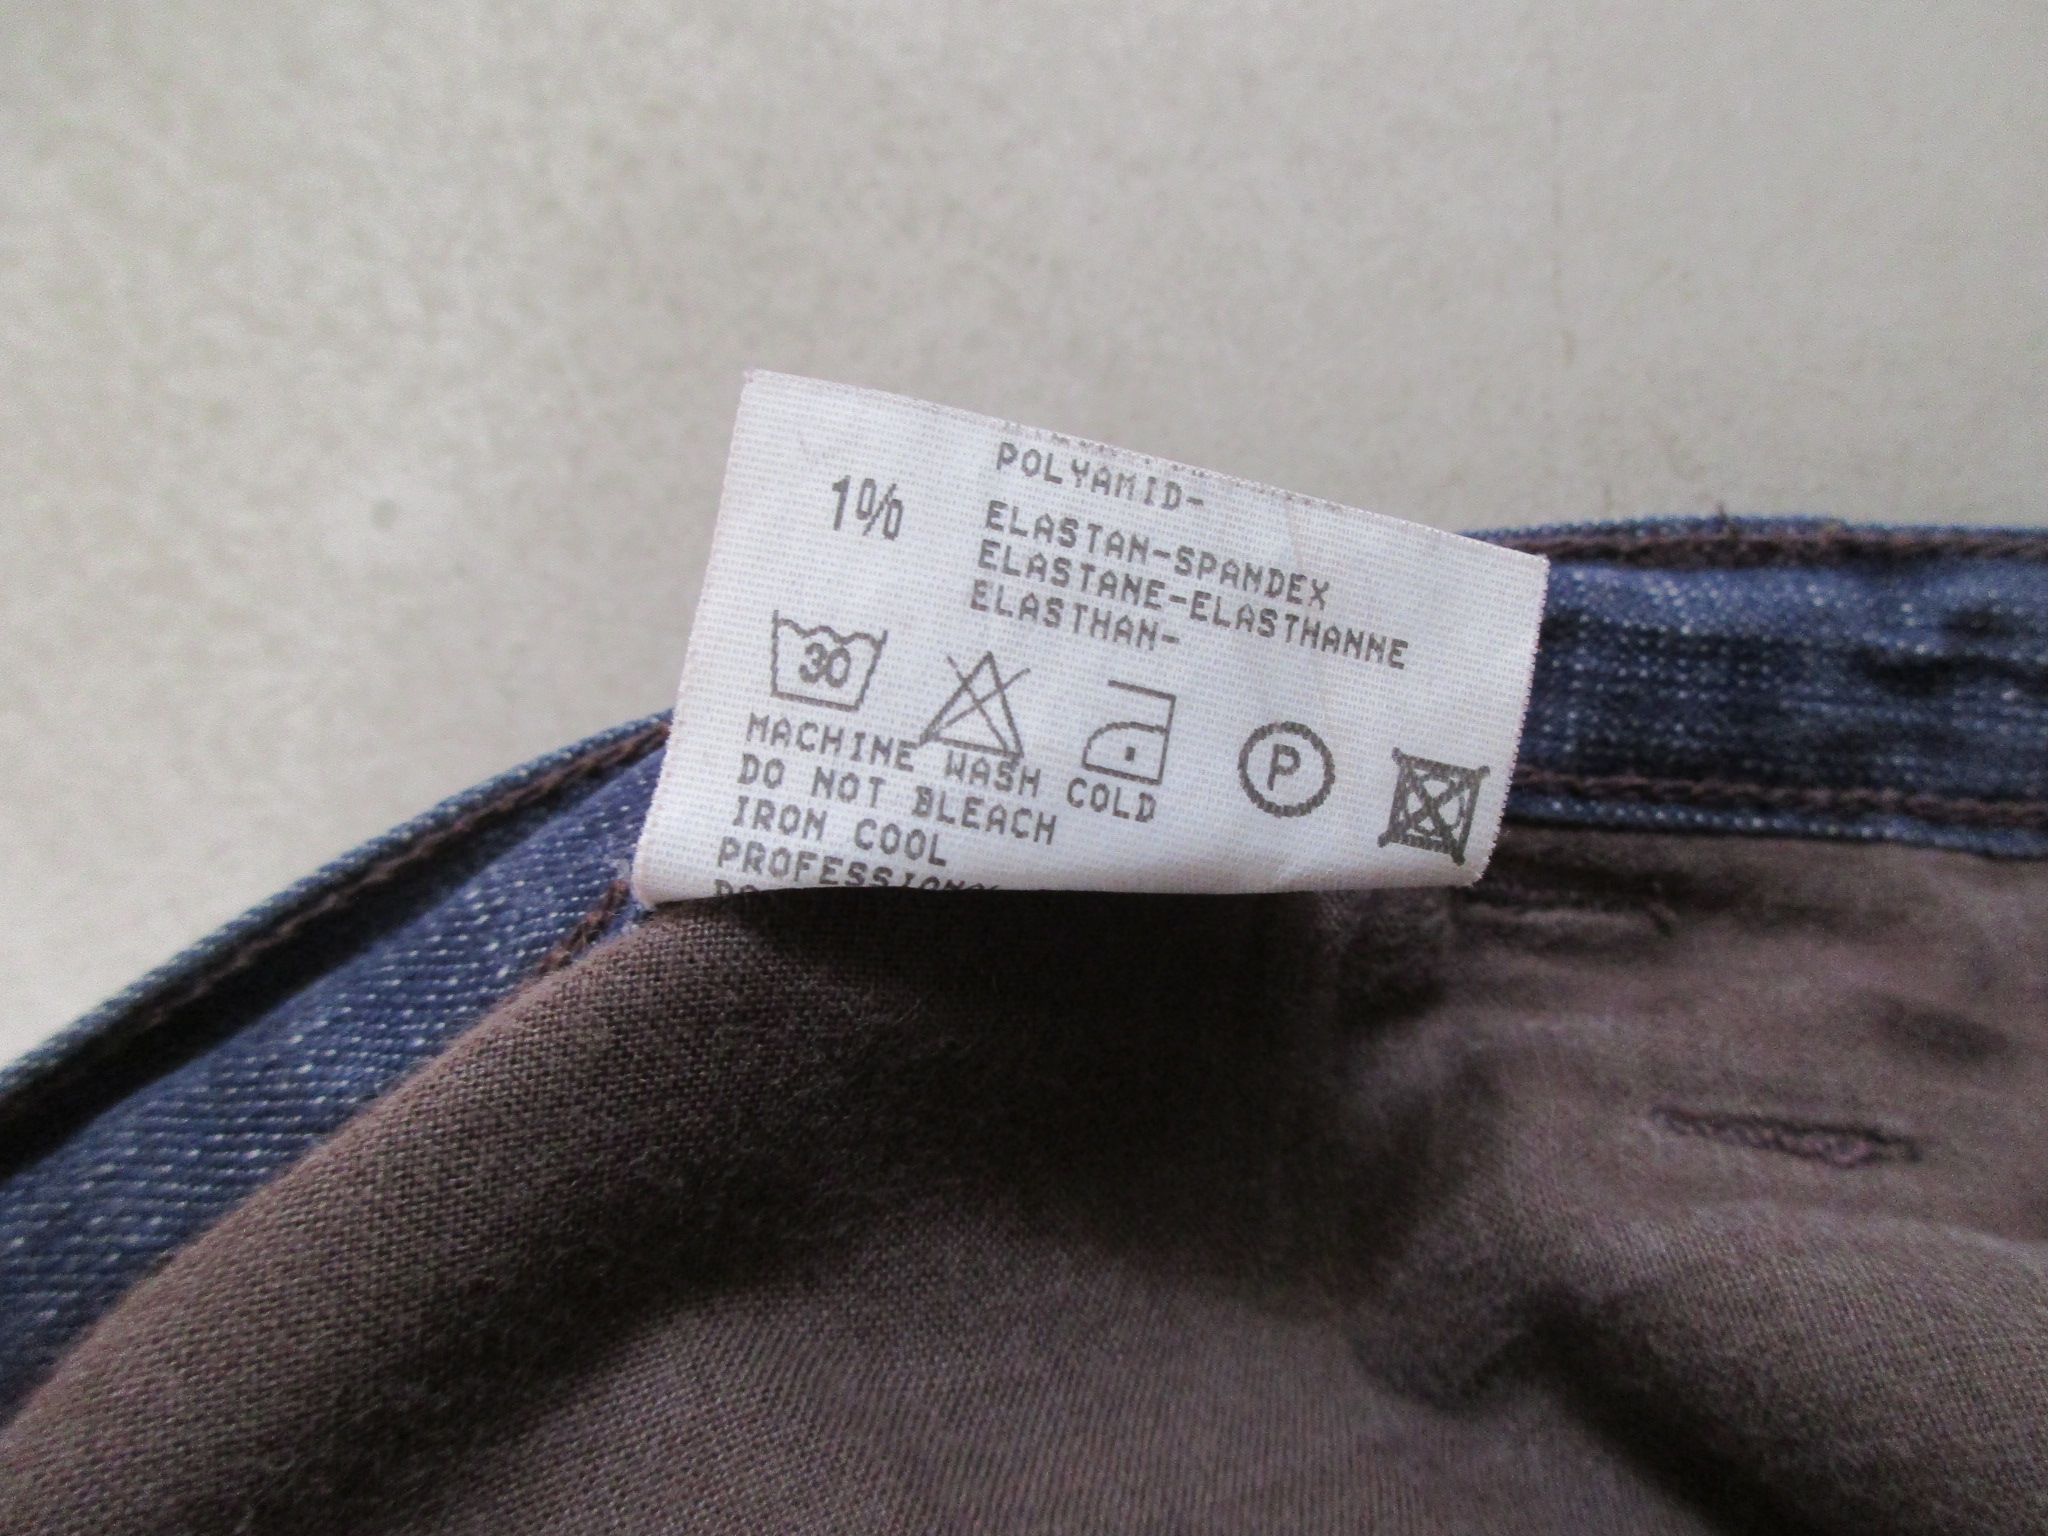 POLYAMID-
1% ELASTAN-SPANDEX
ELASTANE-ELASTHANNE
ELASTHAN-
30
P
MACHINE WASH COLD
DO NOT BLEACH
IRON COOL